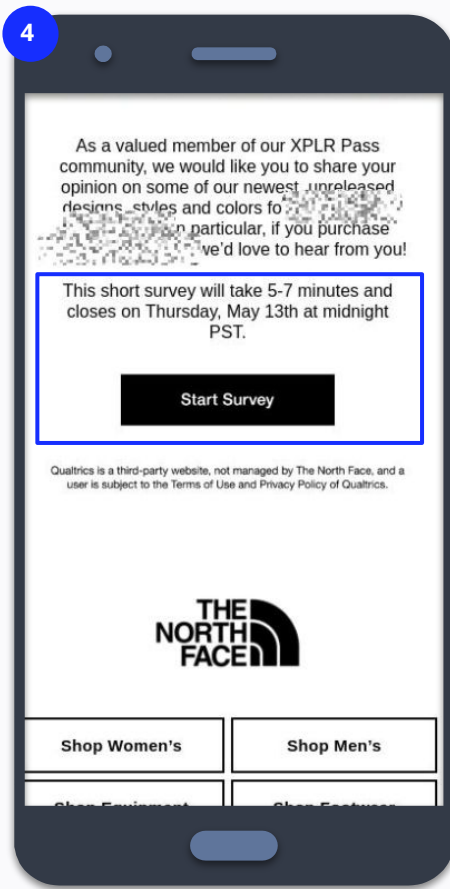 4
As a valued member of our XPLR Pass
community, we would like you to share your
opinion on some of our newest, unreleased
designs, styles and colors fo
particular, if you purchase
we'd love to hear from you!
This short survey will take 5-7 minutes and
closes on Thursday, May 13th at midnight
PST.
Start Survey
Qualtrics is a third-party website, not managed by The North Face, and a
user is subject to the Terms of Use and Privacy Policy of Qualtrics.
THE
NORTH
FACE
Shop Women's
Shop Men's
Shop Equipment
Shop Footwear